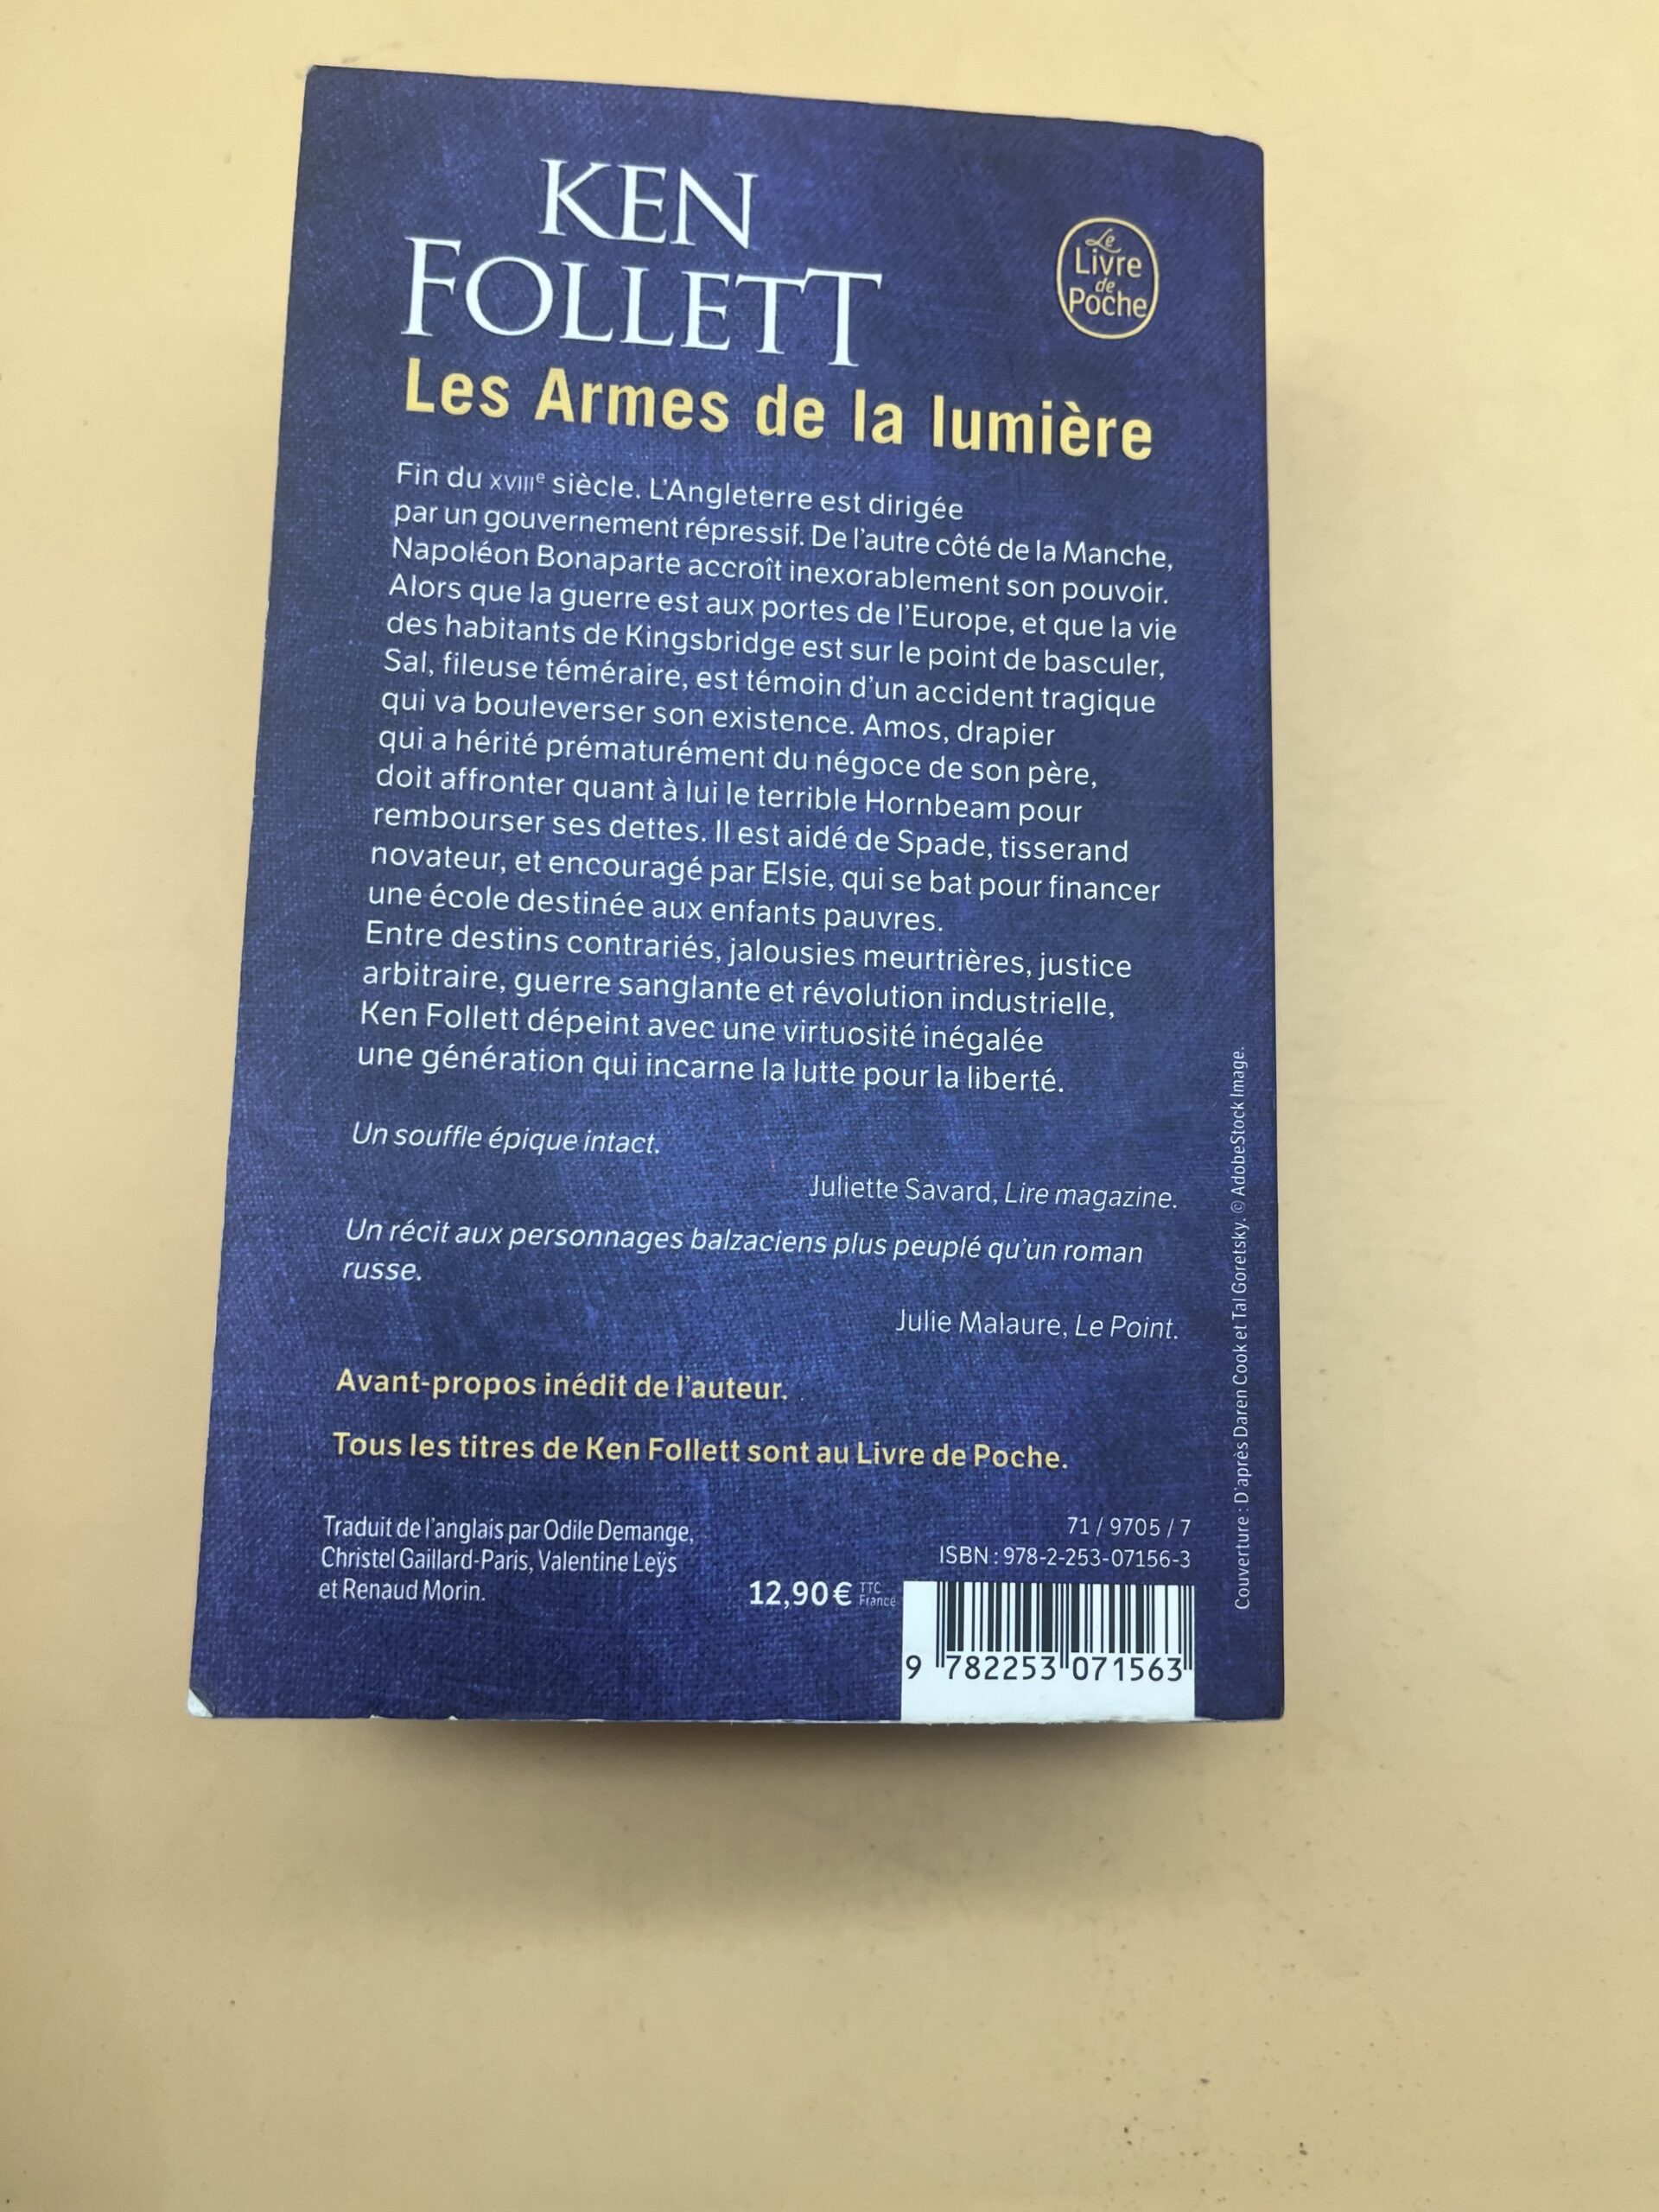 KEN
FOLLETT
Le
Livre
de
Poche
Les Armes de la lumière
Fin du XVIIIe siècle. L'Angleterre est dirigée
par un gouvernement répressif. De l'autre côté de la Manche,
Napoléon Bonaparte accroît inexorablement son pouvoir.
Alors que la guerre est aux portes de l'Europe, et que la vie
des habitants de Kingsbridge est sur le point de basculer,
Sal, fileuse téméraire, est témoin d'un accident tragique
qui va bouleverser son existence. Amos, drapier
qui a hérité prématurément du négoce de son père,
doit affronter quant à lui le terrible Hornbeam pour
rembourser ses dettes. Il est aidé de Spade, tisserand
novateur, et encouragé par Elsie, qui se bat pour financer
une école destinée aux enfants pauvres.
Entre destins contrariés, jalousies meurtrières, justice
arbitraire, guerre sanglante et révolution industrielle,
Ken Follett dépeint avec une virtuosité inégalée
une génération qui incarne la lutte pour la liberté.
Un souffle épique intact.
Juliette Savard, Lire magazine.
Un récit aux personnages balzaciens plus peuplé qu'un roman
russe.
Julie Malaure, Le Point.
Avant-propos inédit de l'auteur.
Tous les titres de Ken Follett sont au Livre de Poche.
Traduit de l'anglais par Odile Demange,
Christel Gaillard-Paris, Valentine Leÿs
et Renaud Morin.
12,90 € TTC
France
71 / 9705 / 7
ISBN : 978-2-253-07156-3
9 782253 071563
Couverture : D'après Daren Cook et Tal Goretsky. © AdobeStock Image.